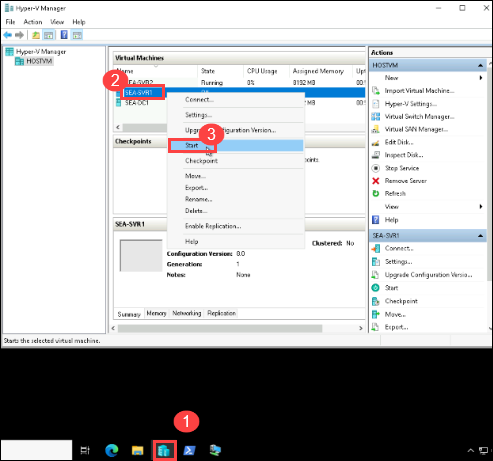 Hyper-V Manager
File Action View Help
Hyper-V Manager
HOSTVM
Virtual Machines
Name State CPU Usage Assigned Memory
SEA-SVR2 Running 0% 8192 MB
2
SEA-SVR1
SEA-DC1
Connect...
Settings...
Upgrade Configuration Version...
3
Start
Checkpoint
Move...
Export...
Rename...
Delete...
Enable Replication...
Help
Checkpoints
SEA-SVR1
Clustered: No
Configuration Version: 8.0
Generation: 1
Notes: None
Summary Memory Networking Replication
Actions
HOSTVM
New
Import Virtual Machine...
Hyper-V Settings...
Virtual Switch Manager...
Virtual SAN Manager...
Edit Disk...
Inspect Disk...
Stop Service
Remove Server
Refresh
View
Help
SEA-SVR1
Connect...
Settings...
Upgrade Configuration Versio...
Start
Checkpoint
Move...
Export...
Starts the selected virtual machine.
1